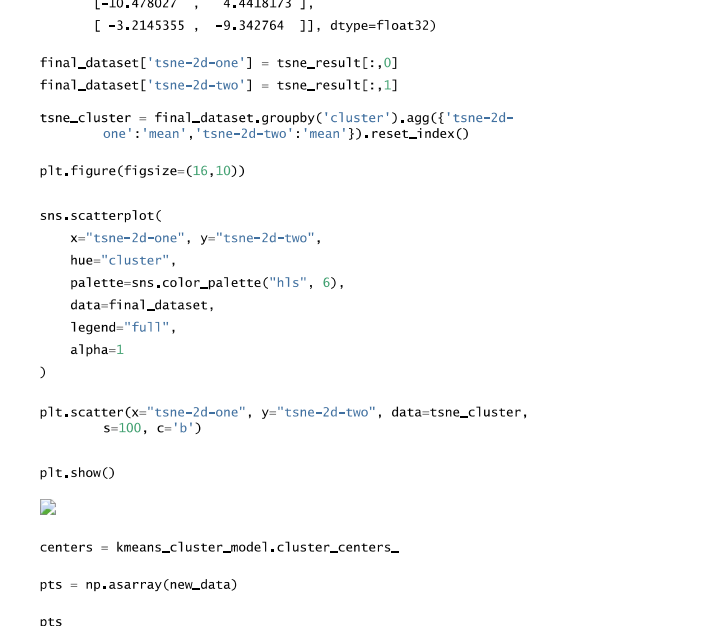 [-10.478027  ,   4.4418173 ],
[ -3.2145355 ,  -9.342764  ]], dtype=float32)
final_dataset['tsne-2d-one'] = tsne_result[:,0]
final_dataset['tsne-2d-two'] = tsne_result[:,1]
tsne_cluster = final_dataset.groupby('cluster').agg({'tsne-2d-
one':'mean','tsne-2d-two':'mean'}).reset_index()
plt.figure(figsize=(16,10))
sns.scatterplot(
x="tsne-2d-one", y="tsne-2d-two",
hue="cluster",
palette=sns.color_palette("hls", 6),
data=final_dataset,
legend="full",
alpha=1
)
plt.scatter(x="tsne-2d-one", y="tsne-2d-two", data=tsne_cluster,
s=100, c='b')
plt.show()
centers = kmeans_cluster_model.cluster_centers_
pts = np.asarray(new_data)
pts